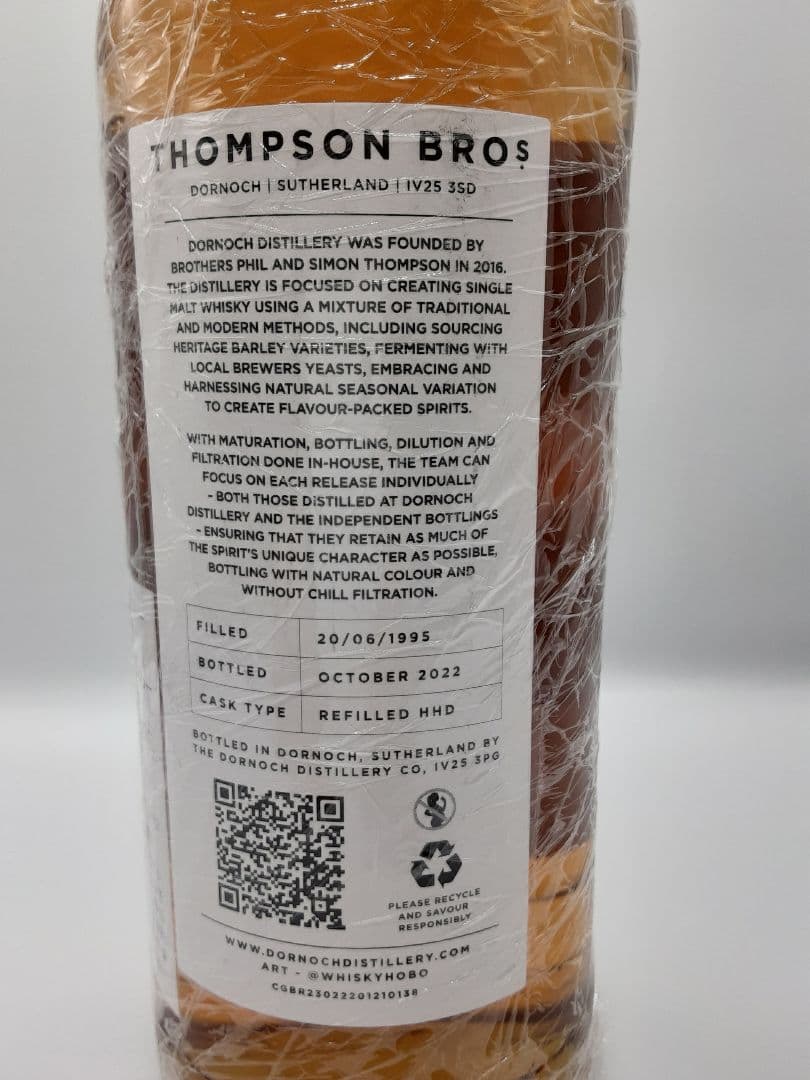 THOMPSON BROS.
DORNOCH | SUTHERLAND | IV25 3SD
DORNOCH DISTILLERY WAS FOUNDED BY
BROTHERS PHIL AND SIMON THOMPSON IN 2016.
THE DISTILLERY IS FOCUSED ON CREATING SINGLE
MALT WHISKY USING A MIXTURE OF TRADITIONAL
AND MODERN METHODS, INCLUDING SOURCING
HERITAGE BARLEY VARIETIES, FERMENTING WITH
LOCAL BREWERS YEASTS, EMBRACING AND
HARNESSING NATURAL SEASONAL VARIATION
TO CREATE FLAVOUR-PACKED SPIRITS.
WITH MATURATION, BOTTLING, DILUTION AND
FILTRATION DONE IN-HOUSE, THE TEAM CAN
FOCUS ON EACH RELEASE INDIVIDUALLY
- BOTH THOSE DISTILLED AT DORNOCH
DISTILLERY AND THE INDEPENDENT BOTTLINGS
- ENSURING THAT THEY RETAIN AS MUCH OF
THE SPIRIT'S UNIQUE CHARACTER AS POSSIBLE,
BOTTLING WITH NATURAL COLOUR AND
WITHOUT CHILL FILTRATION.
FILLED 20/06/1995
BOTTLED OCTOBER 2022
CASK TYPE REFILLED HHD
BOTTLED IN DORNOCH, SUTHERLAND BY
THE DORNOCH DISTILLERY CO, IV25 3PG
PLEASE RECYCLE
AND SAVOUR
RESPONSIBLY
WWW.DORNOCHDISTILLERY.COM
ART - @WHISKYHOBO
CGBR23022201210138